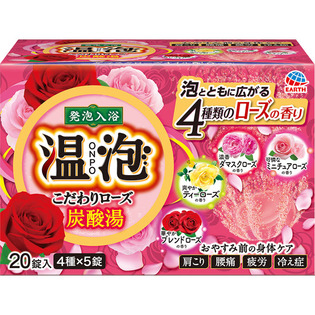 発泡入浴
温泡
ONPO
こだわりローズ
炭酸湯
20錠入
4種×5錠
泡とともに広がる
4種類のローズの香り
EARTH
濃香
ダマスクローズ
の香り
可憐な
ミニチュアローズ
の香り
爽やか
ティーローズ
の香り
華やか
ブレンドローズ
の香り
おやすみ前の身体ケア
肩こり 腰痛 疲労 冷え症